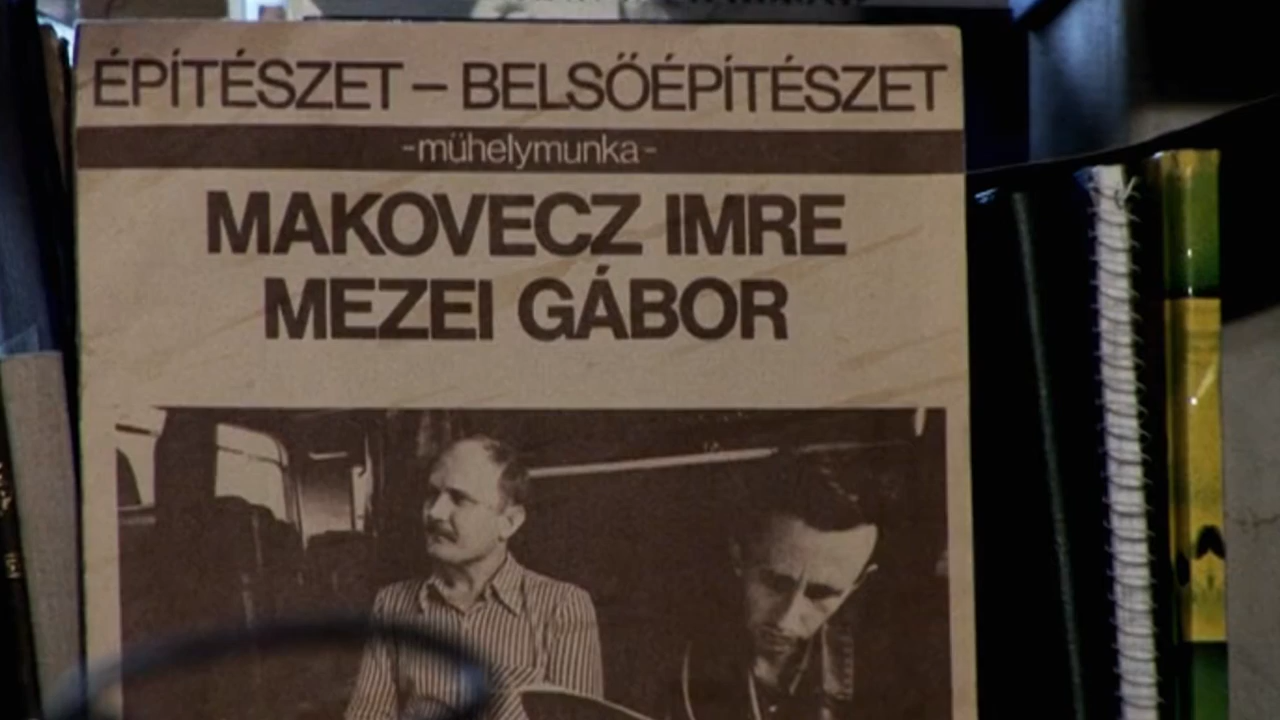 ÉPÍTÉSZET – BELSŐÉPÍTÉSZET
-műhelymunka-
MAKOVECZ IMRE
MEZEI GÁBOR